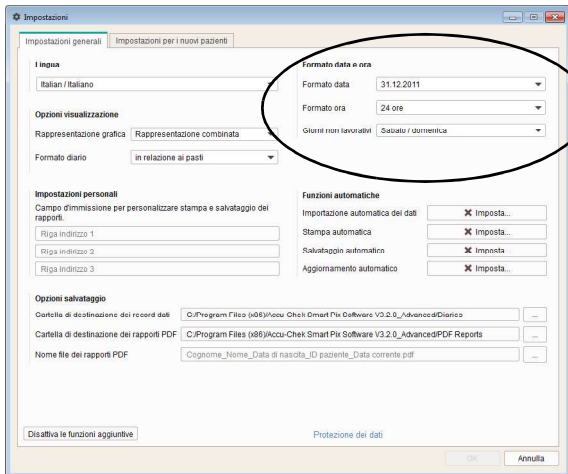 Impostazioni
Impostazioni generali
Impostazioni per i nuovi pazienti
Lingua
Italian / Italiano
Opzioni visualizzazione
Rappresentazione grafica Rappresentazione combinata
Formato diario in relazione ai pasti
Formato data e ora
Formato data 31.12.2011
Formato ora 24 ore
Giorni non lavorativi Sabato / domenica
Impostazioni personali
Campo d'immissione per personalizzare stampa e salvataggio dei
rapporti.
Riga indirizzo 1
Riga indirizzo 2
Riga indirizzo 3
Funzioni automatiche
Importazione automatica dei dati Imposta...
Stampa automatica Imposta...
Salvataggio automatico Imposta...
Aggiornamento automatico Imposta...
Opzioni salvataggio
Cartella di destinazione dei record dati C:/Program Files (x86)/Accu-Chek Smart Pix Software V3.2.0_Advanced/Diaries
Cartella di destinazione dei rapporti PDF C:/Program Files (x86)/Accu-Chek Smart Pix Software V3.2.0_Advanced/PDF Reports
Nome file dei rapporti PDF Cognome_Nome_Data di nascita_ID paziente_Data corrente.pdf
Disattiva le funzioni aggiuntive
Protezione dei dati
OK
Annulla